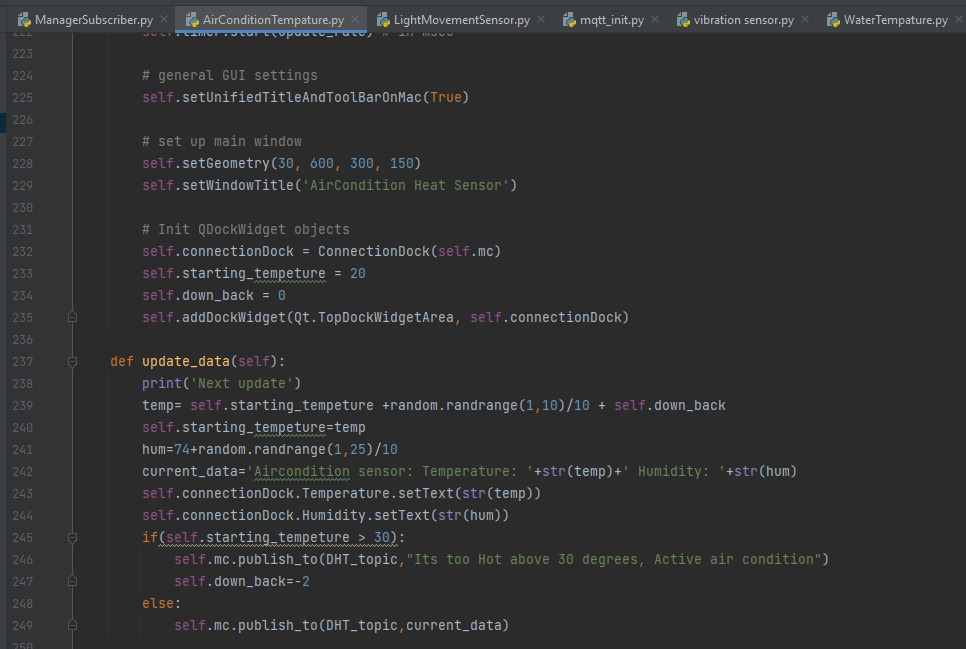 ManagerSubscriber.py AirConditionTempature.py LightMovementSensor.py mqtt_init.py vibration sensor.py WaterTempature.py
222 self.timer.start(update_rate) # in msec
223
224 # general GUI settings
225 self.setUnifiedTitleAndToolBarOnMac(True)
226
227 # set up main window
228 self.setGeometry(30, 600, 300, 150)
229 self.setWindowTitle('AirCondition Heat Sensor')
230
231 # Init QDockWidget objects
232 self.connectionDock = ConnectionDock(self.mc)
233 self.starting_tempeture = 20
234 self.down_back = 0
235 self.addDockWidget(Qt.TopDockWidgetArea, self.connectionDock)
236
237 def update_data(self):
238 print('Next update')
239 temp= self.starting_tempeture +random.randrange(1,10)/10 + self.down_back
240 self.starting_tempeture=temp
241 hum=74+random.randrange(1,25)/10
242 current_data='Aircondition sensor: Temperature: '+str(temp)+' Humidity: '+str(hum)
243 self.connectionDock.Temperature.setText(str(temp))
244 self.connectionDock.Humidity.setText(str(hum))
245 if(self.starting_tempeture > 30):
246 self.mc.publish_to(DHT_topic,"Its too Hot above 30 degrees, Active air condition")
247 self.down_back=-2
248 else:
249 self.mc.publish_to(DHT_topic,current_data)
250